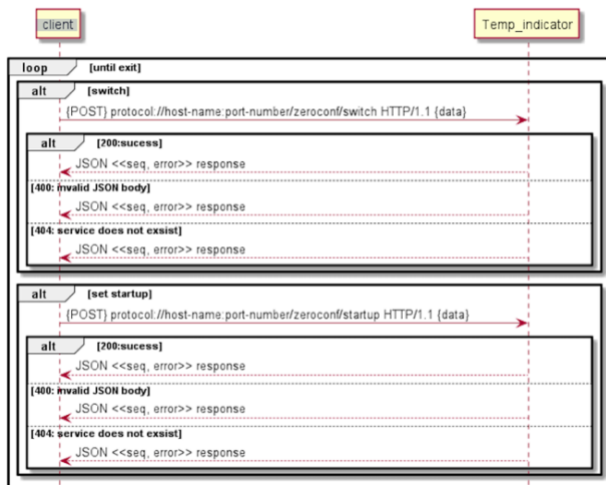 client Temp_indicator
loop [until exit]
alt [switch]
{POST} protocol://host-name:port-number/zeroconf/switch HTTP/1.1 {data}
alt [200:sucess]
JSON <<seq, error>> response
[400: invalid JSON body]
JSON <<seq, error>> response
[404: service does not exsist]
JSON <<seq, error>> response
alt [set startup]
{POST} protocol://host-name:port-number/zeroconf/startup HTTP/1.1 {data}
alt [200:sucess]
JSON <<seq, error>> response
[400: invalid JSON body]
JSON <<seq, error>> response
[404: service does not exsist]
JSON <<seq, error>> response